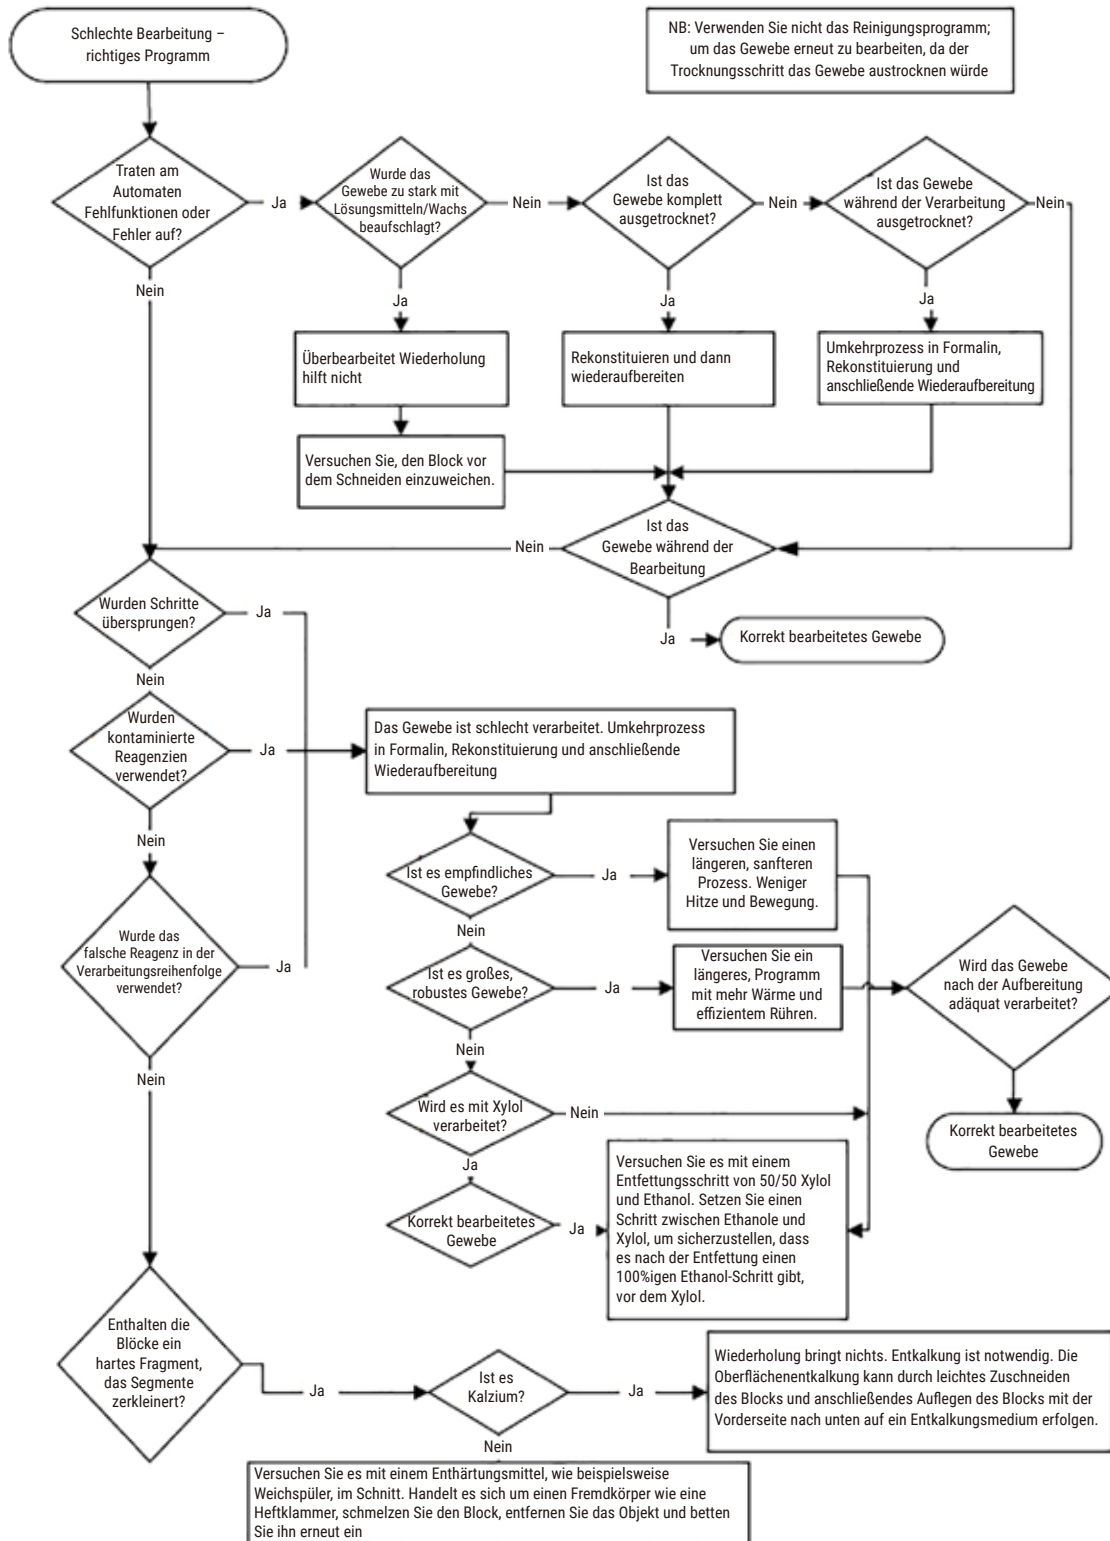 Schlechte Bearbeitung –
richtiges Programm
NB: Verwenden Sie nicht das Reinigungsprogramm;
um das Gewebe erneut zu bearbeiten, da der
Trocknungsschritt das Gewebe austrocknen würde
Traten am
Automaten
Fehlfunktionen oder
Fehler auf?
Ja
Wurde das
Gewebe zu stark mit
Lösungsmitteln/Wachs
beaufschlagt?
Nein
Ist das
Gewebe komplett
ausgetrocknet?
Nein
Ist das Gewebe
während der Verarbeitung
ausgetrocknet?
Nein
Nein
Ja
Ja
Ja
Überbearbeitet Wiederholung
hilft nicht
Rekonstituieren und dann
wiederaufbereiten
Umkehrprozess in Formalin,
Rekonstituierung und
anschließende Wiederaufbereitung
Versuchen Sie, den Block vor
dem Schneiden einzuweichen.
Ist das
Gewebe während der
Bearbeitung
Nein
Ja
Korrekt bearbeitetes Gewebe
Wurden Schritte
übersprungen?
Ja
Nein
Wurden
kontaminierte
Reagenzien
verwendet?
Ja
Das Gewebe ist schlecht verarbeitet. Umkehrprozess
in Formalin, Rekonstituierung und anschließende
Wiederaufbereitung
Nein
Wurde das
falsche Reagenz in der
Verarbeitungsreihenfolge
verwendet?
Ja
Nein
Ist es empfindliches
Gewebe?
Ja
Versuchen Sie einen
längeren, sanfteren
Prozess. Weniger
Hitze und Bewegung.
Nein
Ist es großes,
robustes Gewebe?
Ja
Versuchen Sie ein
längeres, Programm
mit mehr Wärme und
effizientem Rühren.
Wird das Gewebe
nach der Aufbereitung
adäquat verarbeitet?
Nein
Wird es mit Xylol
verarbeitet?
Nein
Korrekt bearbeitetes
Gewebe
Ja
Korrekt bearbeitetes
Gewebe
Ja
Versuchen Sie es mit einem
Entfettungsschritt von 50/50 Xylol
und Ethanol. Setzen Sie einen
Schritt zwischen Ethanole und
Xylol, um sicherzustellen, dass
es nach der Entfettung einen
100%igen Ethanol-Schritt gibt,
vor dem Xylol.
Enthalten die
Blöcke ein
hartes Fragment,
das Segmente
zerkleinert?
Ja
Ist es
Kalzium?
Ja
Wiederholung bringt nichts. Entkalkung ist notwendig. Die
Oberflächenentkalkung kann durch leichtes Zuschneiden
des Blocks und anschließendes Auflegen des Blocks mit der
Vorderseite nach unten auf ein Entkalkungsmedium erfolgen.
Nein
Versuchen Sie es mit einem Enthärtungsmittel, wie beispielsweise
Weichspüler, im Schnitt. Handelt es sich um einen Fremdkörper wie eine
Heftklammer, schmelzen Sie den Block, entfernen Sie das Objekt und betten
Sie ihn erneut ein